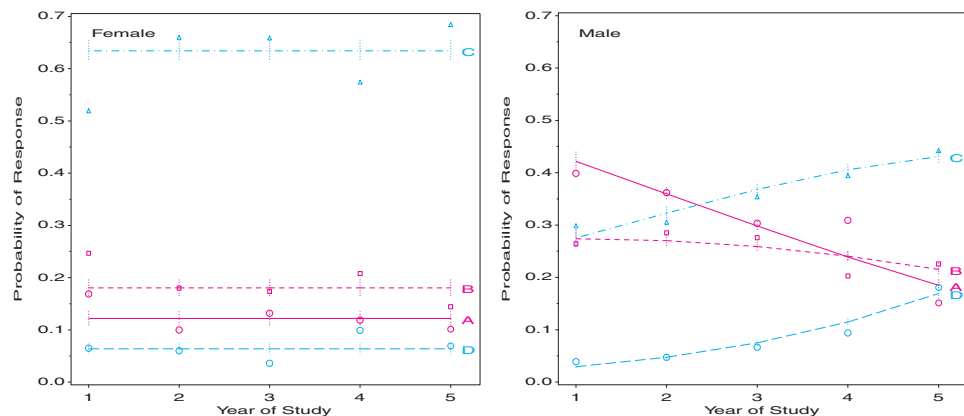 Female
Probability of Response
0.7
0.6
0.5
0.4
0.3
0.2
0.1
0.0
C
B
A
D
1 2 3 4 5
Year of Study
Male
Probability of Response
0.7
0.6
0.5
0.4
0.3
0.2
0.1
0.0
C
B
A
D
1 2 3 4 5
Year of Study